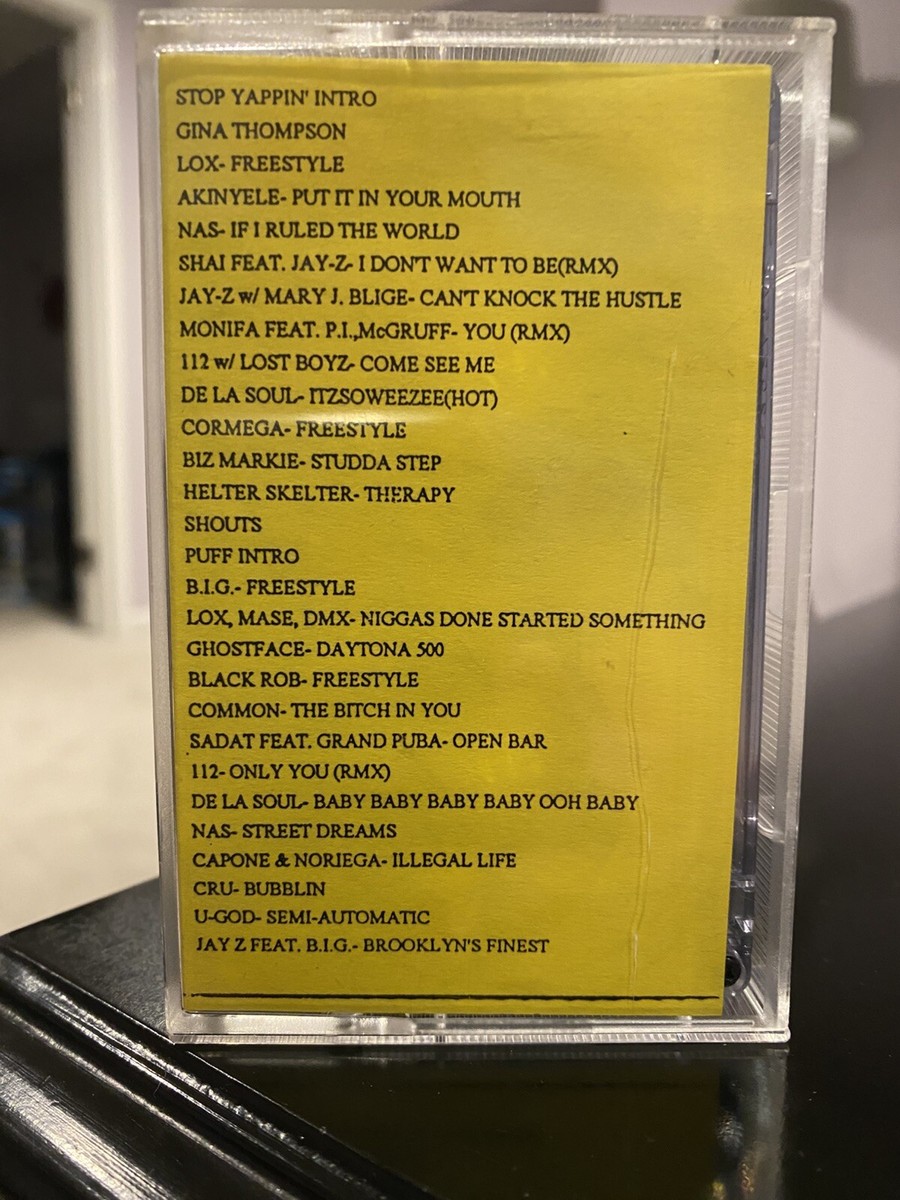 STOP YAPPIN' INTRO
GINA THOMPSON
LOX- FREESTYLE
AKINYELE- PUT IT IN YOUR MOUTH
NAS- IF I RULED THE WORLD
SHAI FEAT. JAY-Z- I DON'T WANT TO BE(RMX)
JAY-Z w/ MARY J. BLIGE- CAN'T KNOCK THE HUSTLE
MONIFA FEAT. P.I.,McGRUFF- YOU (RMX)
112 w/ LOST BOYZ- COME SEE ME
DE LA SOUL- ITZSOWEEZEE(HOT)
CORMEGA- FREESTYLE
BIZ MARKIE- STUDDA STEP
HELTER SKELTER- THERAPY
SHOUTS
PUFF INTRO
B.I.G.- FREESTYLE
LOX, MASE, DMX- NIGGAS DONE STARTED SOMETHING
GHOSTFACE- DAYTONA 500
BLACK ROB- FREESTYLE
COMMON- THE BITCH IN YOU
SADAT FEAT. GRAND PUBA- OPEN BAR
112- ONLY YOU (RMX)
DE LA SOUL- BABY BABY BABY BABY OOH BABY
NAS- STREET DREAMS
CAPONE & NORIEGA- ILLEGAL LIFE
CRU- BUBBLIN
U-GOD- SEMI-AUTOMATIC
JAY Z FEAT. B.I.G.- BROOKLYN'S FINEST